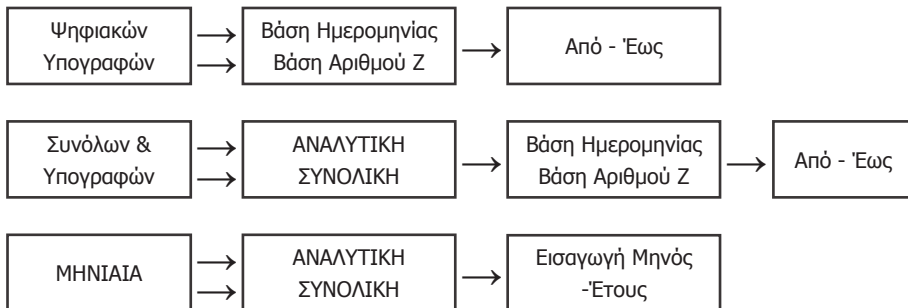 Ψηφιακών
Υπογραφών
Βάση Ημερομηνίας
Βάση Αριθμού Ζ
Από - Έως
Συνόλων &
Υπογραφών
ΑΝΑΛΥΤΙΚΗ
ΣΥΝΟΛΙΚΗ
Βάση Ημερομηνίας
Βάση Αριθμού Ζ
Από - Έως
ΜΗΝΙΑΙΑ
ΑΝΑΛΥΤΙΚΗ
ΣΥΝΟΛΙΚΗ
Εισαγωγή Μηνός
-Έτους